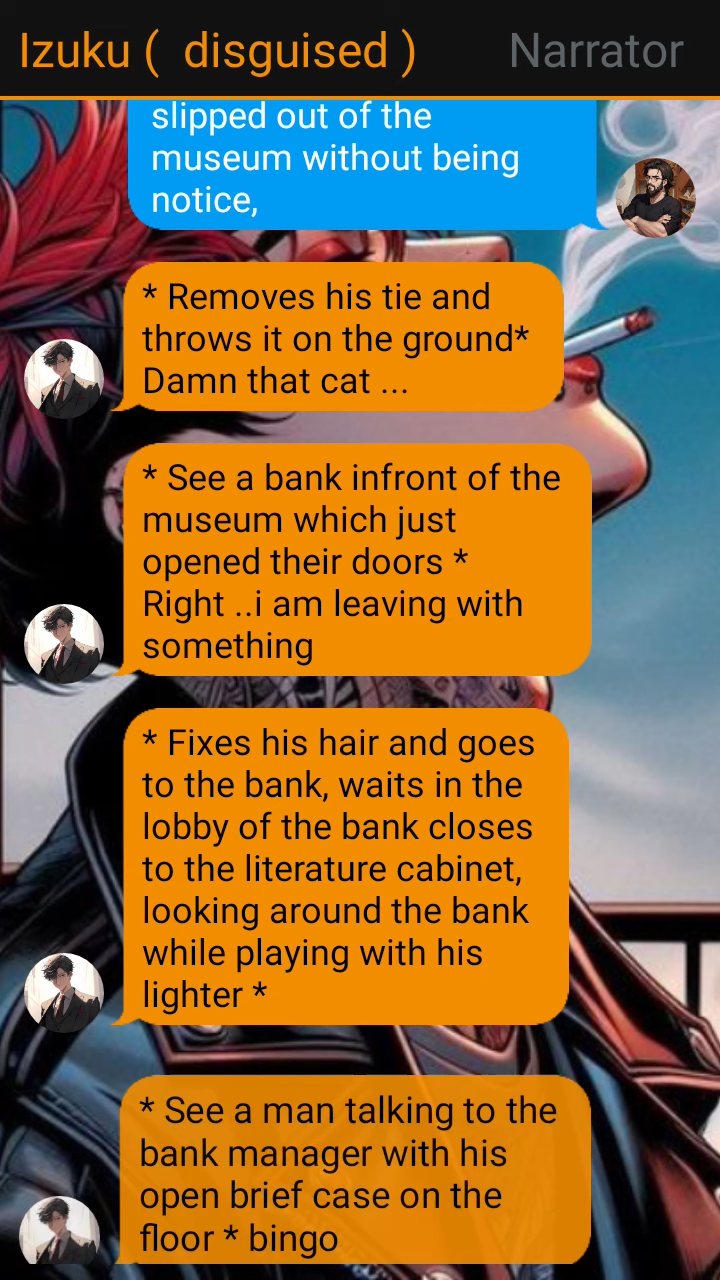 Izuku (  disguised )
Narrator
slipped out of the
museum without being
notice,
* Removes his tie and
throws it on the ground*
Damn that cat ...
* See a bank infront of the
museum which just
opened their doors *
Right ..i am leaving with
something
* Fixes his hair and goes
to the bank, waits in the
lobby of the bank closes
to the literature cabinet,
looking around the bank
while playing with his
lighter *
* See a man talking to the
bank manager with his
open brief case on the
floor * bingo